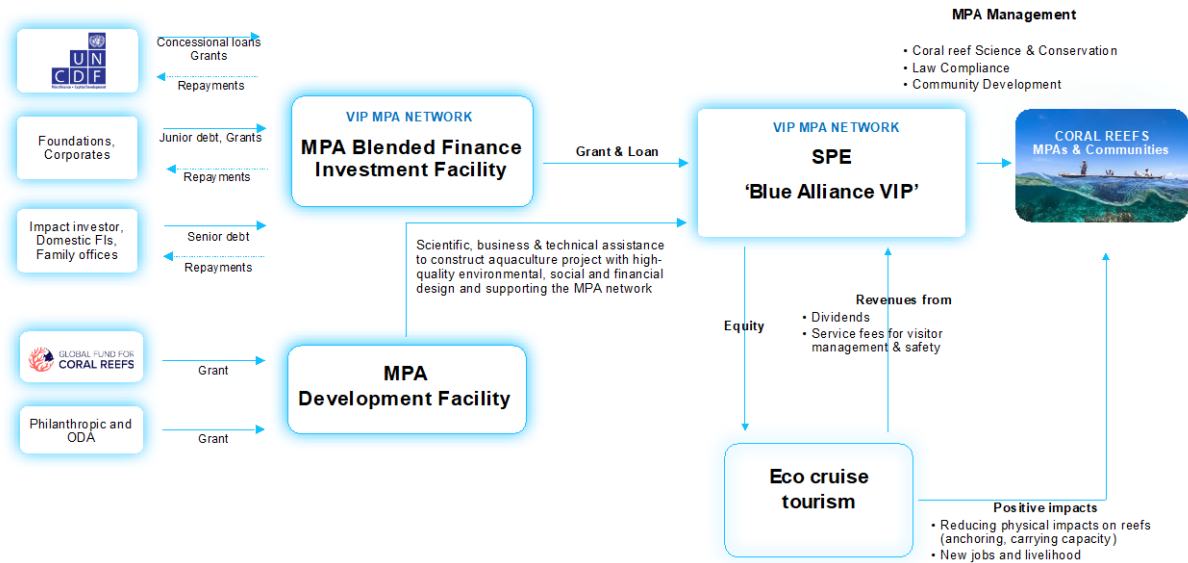 MPA Management
• Coral reef Science & Conservation
• Law Compliance
• Community Development
UN
CDF
Concessional loans
Grants
Repayments
Foundations,
Corporates
Junior debt, Grants
Repayments
Impact investor,
Domestic FIs,
Family offices
Senior debt
Repayments
VIP MPA NETWORK
MPA Blended Finance
Investment Facility
Grant & Loan
VIP MPA NETWORK
SPE
‘Blue Alliance VIP’
CORAL REEFS
MPAs & Communities
Scientific, business & technical assistance
to construct aquaculture project with high-
quality environmental, social and financial
design and supporting the MPA network
GLOBAL FUND FOR
CORAL REEFS
Grant
Philanthropic and
ODA
Grant
MPA
Development Facility
Equity
Revenues from
• Dividends
• Service fees for visitor
management & safety
Eco cruise
tourism
Positive impacts
• Reducing physical impacts on reefs
(anchoring, carrying capacity)
• New jobs and livelihood